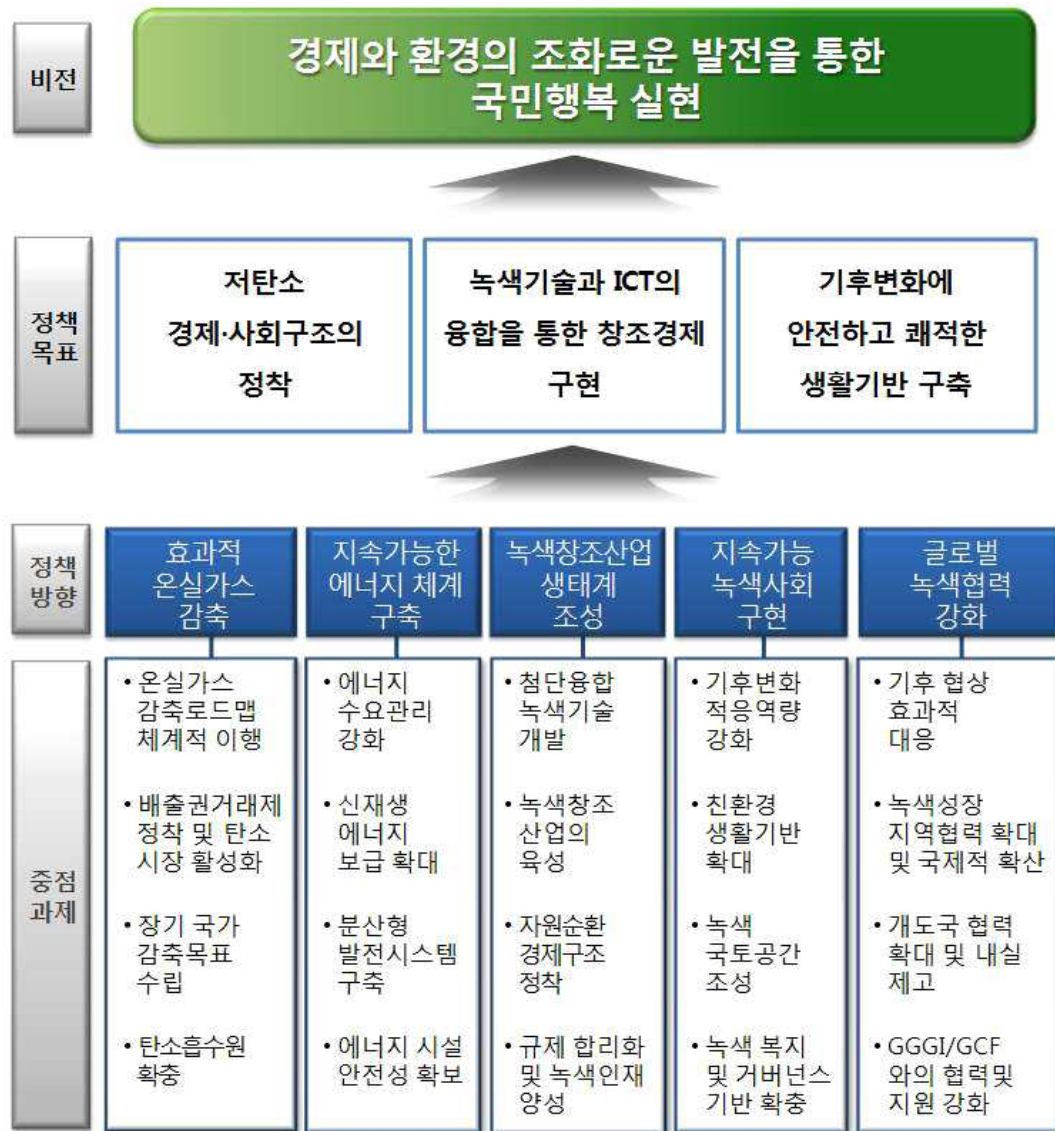 비전
경제와 환경의 조화로운 발전을 통한
국민행복 실현
정책
목표
저탄소
경제·사회구조의
정착
녹색기술과 ICT의
융합을 통한 창조경제
구현
기후변화에
안전하고 쾌적한
생활기반 구축
정책
방향
효과적
온실가스
감축
지속가능한
에너지 체계
구축
녹색창조산업
생태계
조성
지속가능
녹색사회
구현
글로벌
녹색협력
강화
중점
과제
• 온실가스
감축로드맵
체계적 이행
• 배출권거래제
정착 및 탄소
시장 활성화
• 장기 국가
감축목표
수립
• 탄소흡수원
확충
• 에너지
수요관리
강화
• 신재생
에너지
보급 확대
• 분산형
발전시스템
구축
• 에너지 시설
안전성 확보
• 첨단융합
녹색기술
개발
• 녹색창조
산업의
육성
• 자원순환
경제구조
정착
• 규제 합리화
및 녹색인재
양성
• 기후변화
적응역량
강화
• 친환경
생활기반
확대
• 녹색
국토공간
조성
• 녹색 복지
및 거버넌스
기반 확충
• 기후 협상
효과적
대응
• 녹색성장
지역협력 확대
및 국제적 확산
• 개도국 협력
확대 및 내실
제고
• GGGI/GCF
와의 협력및
지원 강화